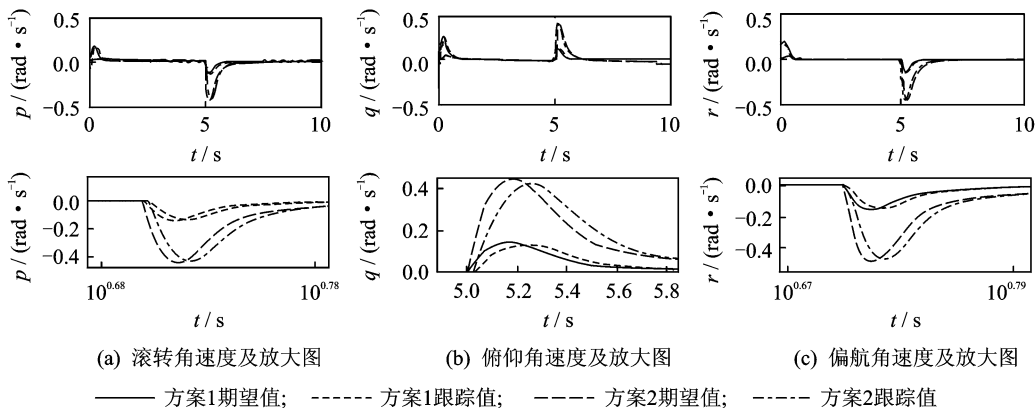 0.5 0.5 0.5
p / (rad • s⁻¹) 0.0 q / (rad • s⁻¹) 0.0 r / (rad • s⁻¹) 0.0
−0.5 −0.5 −0.5
0 5 10 0 5 10 0 5 10
t / s t / s t / s
p / (rad • s⁻¹) 0.0 −0.2 −0.4
q / (rad • s⁻¹) 0.4 0.2 0.0
r / (rad • s⁻¹) 0.0 −0.2 −0.4
10^0.68 10^0.78 5.0 5.2 5.4 5.6 5.8 10^0.67 10^0.79
t / s t / s t / s
(a) 滚转角速度及放大图 (b) 俯仰角速度及放大图 (c) 偏航角速度及放大图
方案1期望值; 方案1跟踪值; 方案2期望值; 方案2跟踪值